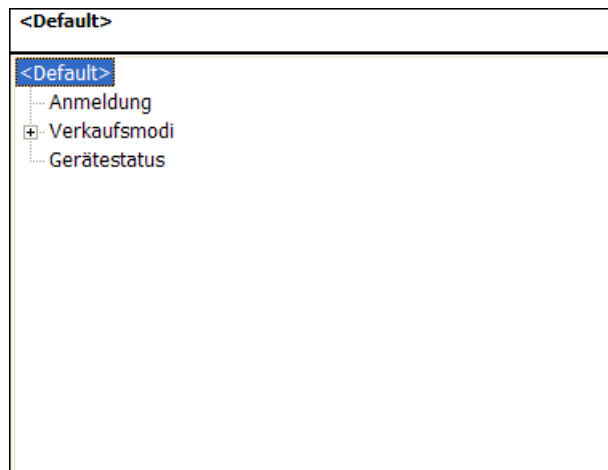 <Default>
<Default>
Anmeldung
Verkaufsmodi
Gerätestatus